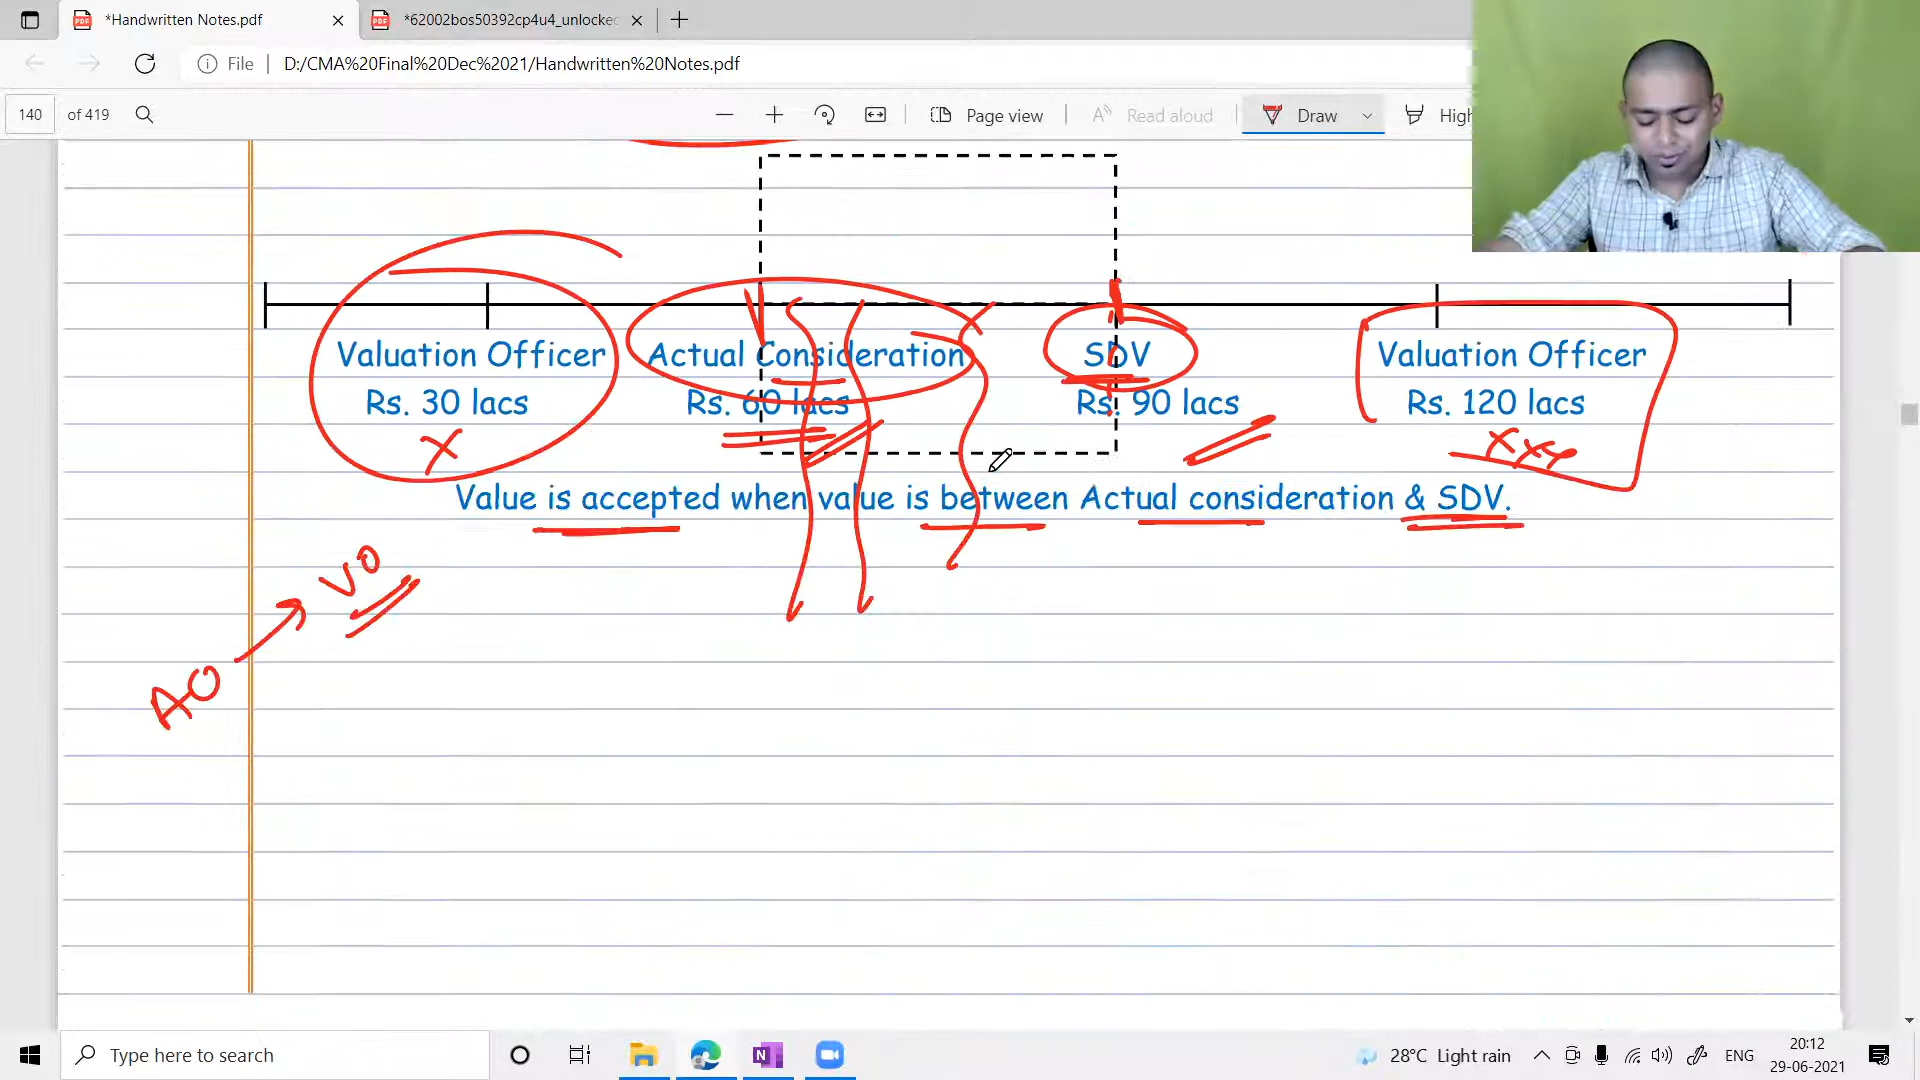 *Handwritten Notes.pdf
*62002bos50392cp4u4_unlocked
File
D:/CMA%20Final%20Dec%2021/Handwritten%20Notes.pdf
140 of 419
Page view
Read aloud
Draw
High
Valuation Officer Actual Consideration SDV Valuation Officer
Rs. 30 lacs Rs. 60 lacs Rs. 90 lacs Rs. 120 lacs
X
XXX
Value is accepted when value is between Actual consideration & SDV.
VO
AO
Type here to search
28°C Light rain
ENG
20:12
29-06-2021